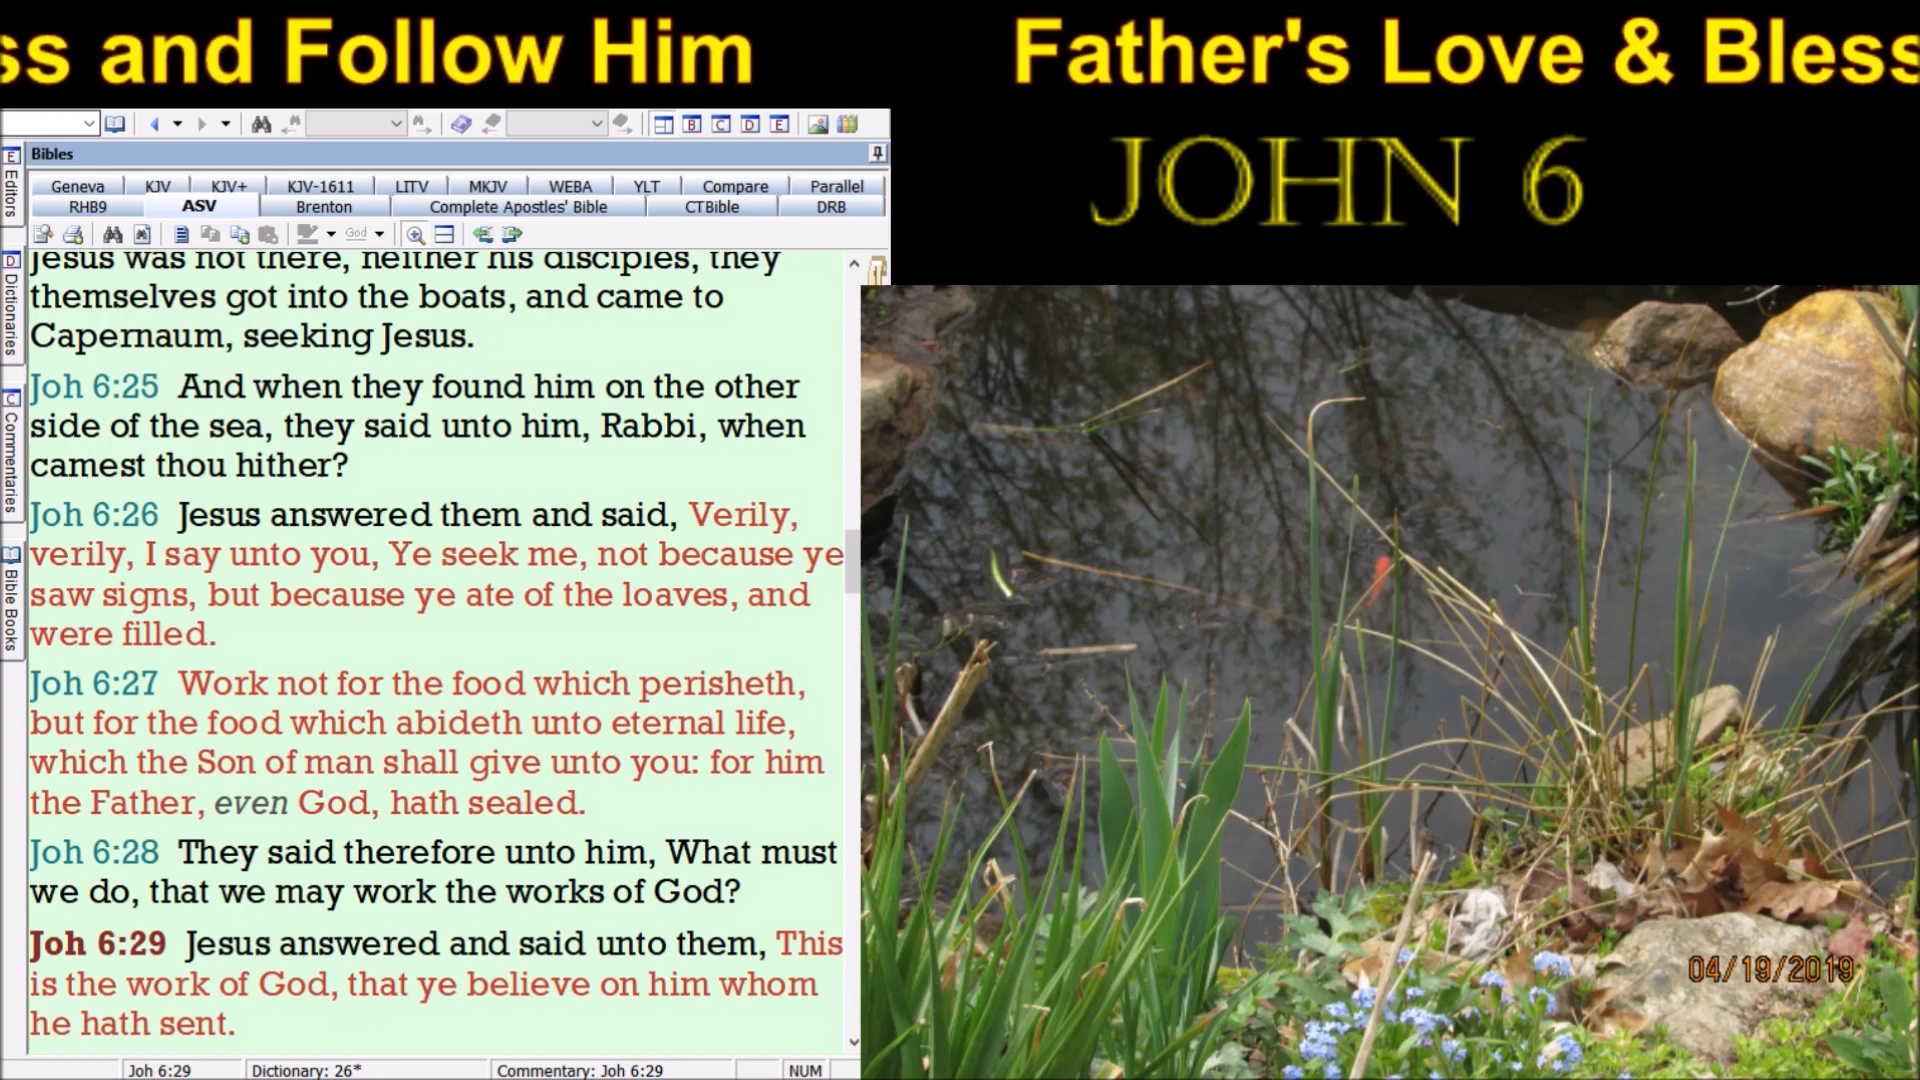 ss and Follow Him
Father's Love & Bless
JOHN 6
Bibles
Geneva KJV KJV+ KJV-1611 LITV MKJV WEBA YLT Compare Parallel
RHB9 ASV Brenton Complete Apostles' Bible CTBible DRB
Editors
Dictionaries
Commentaries
Bible Books
Jesus was not there, neither his disciples, they
themselves got into the boats, and came to
Capernaum, seeking Jesus.
Joh 6:25 And when they found him on the other
side of the sea, they said unto him, Rabbi, when
camest thou hither?
Joh 6:26 Jesus answered them and said, Verily,
verily, I say unto you, Ye seek me, not because ye
saw signs, but because ye ate of the loaves, and
were filled.
Joh 6:27 Work not for the food which perisheth,
but for the food which abideth unto eternal life,
which the Son of man shall give unto you: for him
the Father, even God, hath sealed.
Joh 6:28 They said therefore unto him, What must
we do, that we may work the works of God?
Joh 6:29 Jesus answered and said unto them, This
is the work of God, that ye believe on him whom
he hath sent.
04/19/2019
Joh 6:29 Dictionary: 26* Commentary: Joh 6:29 NUM